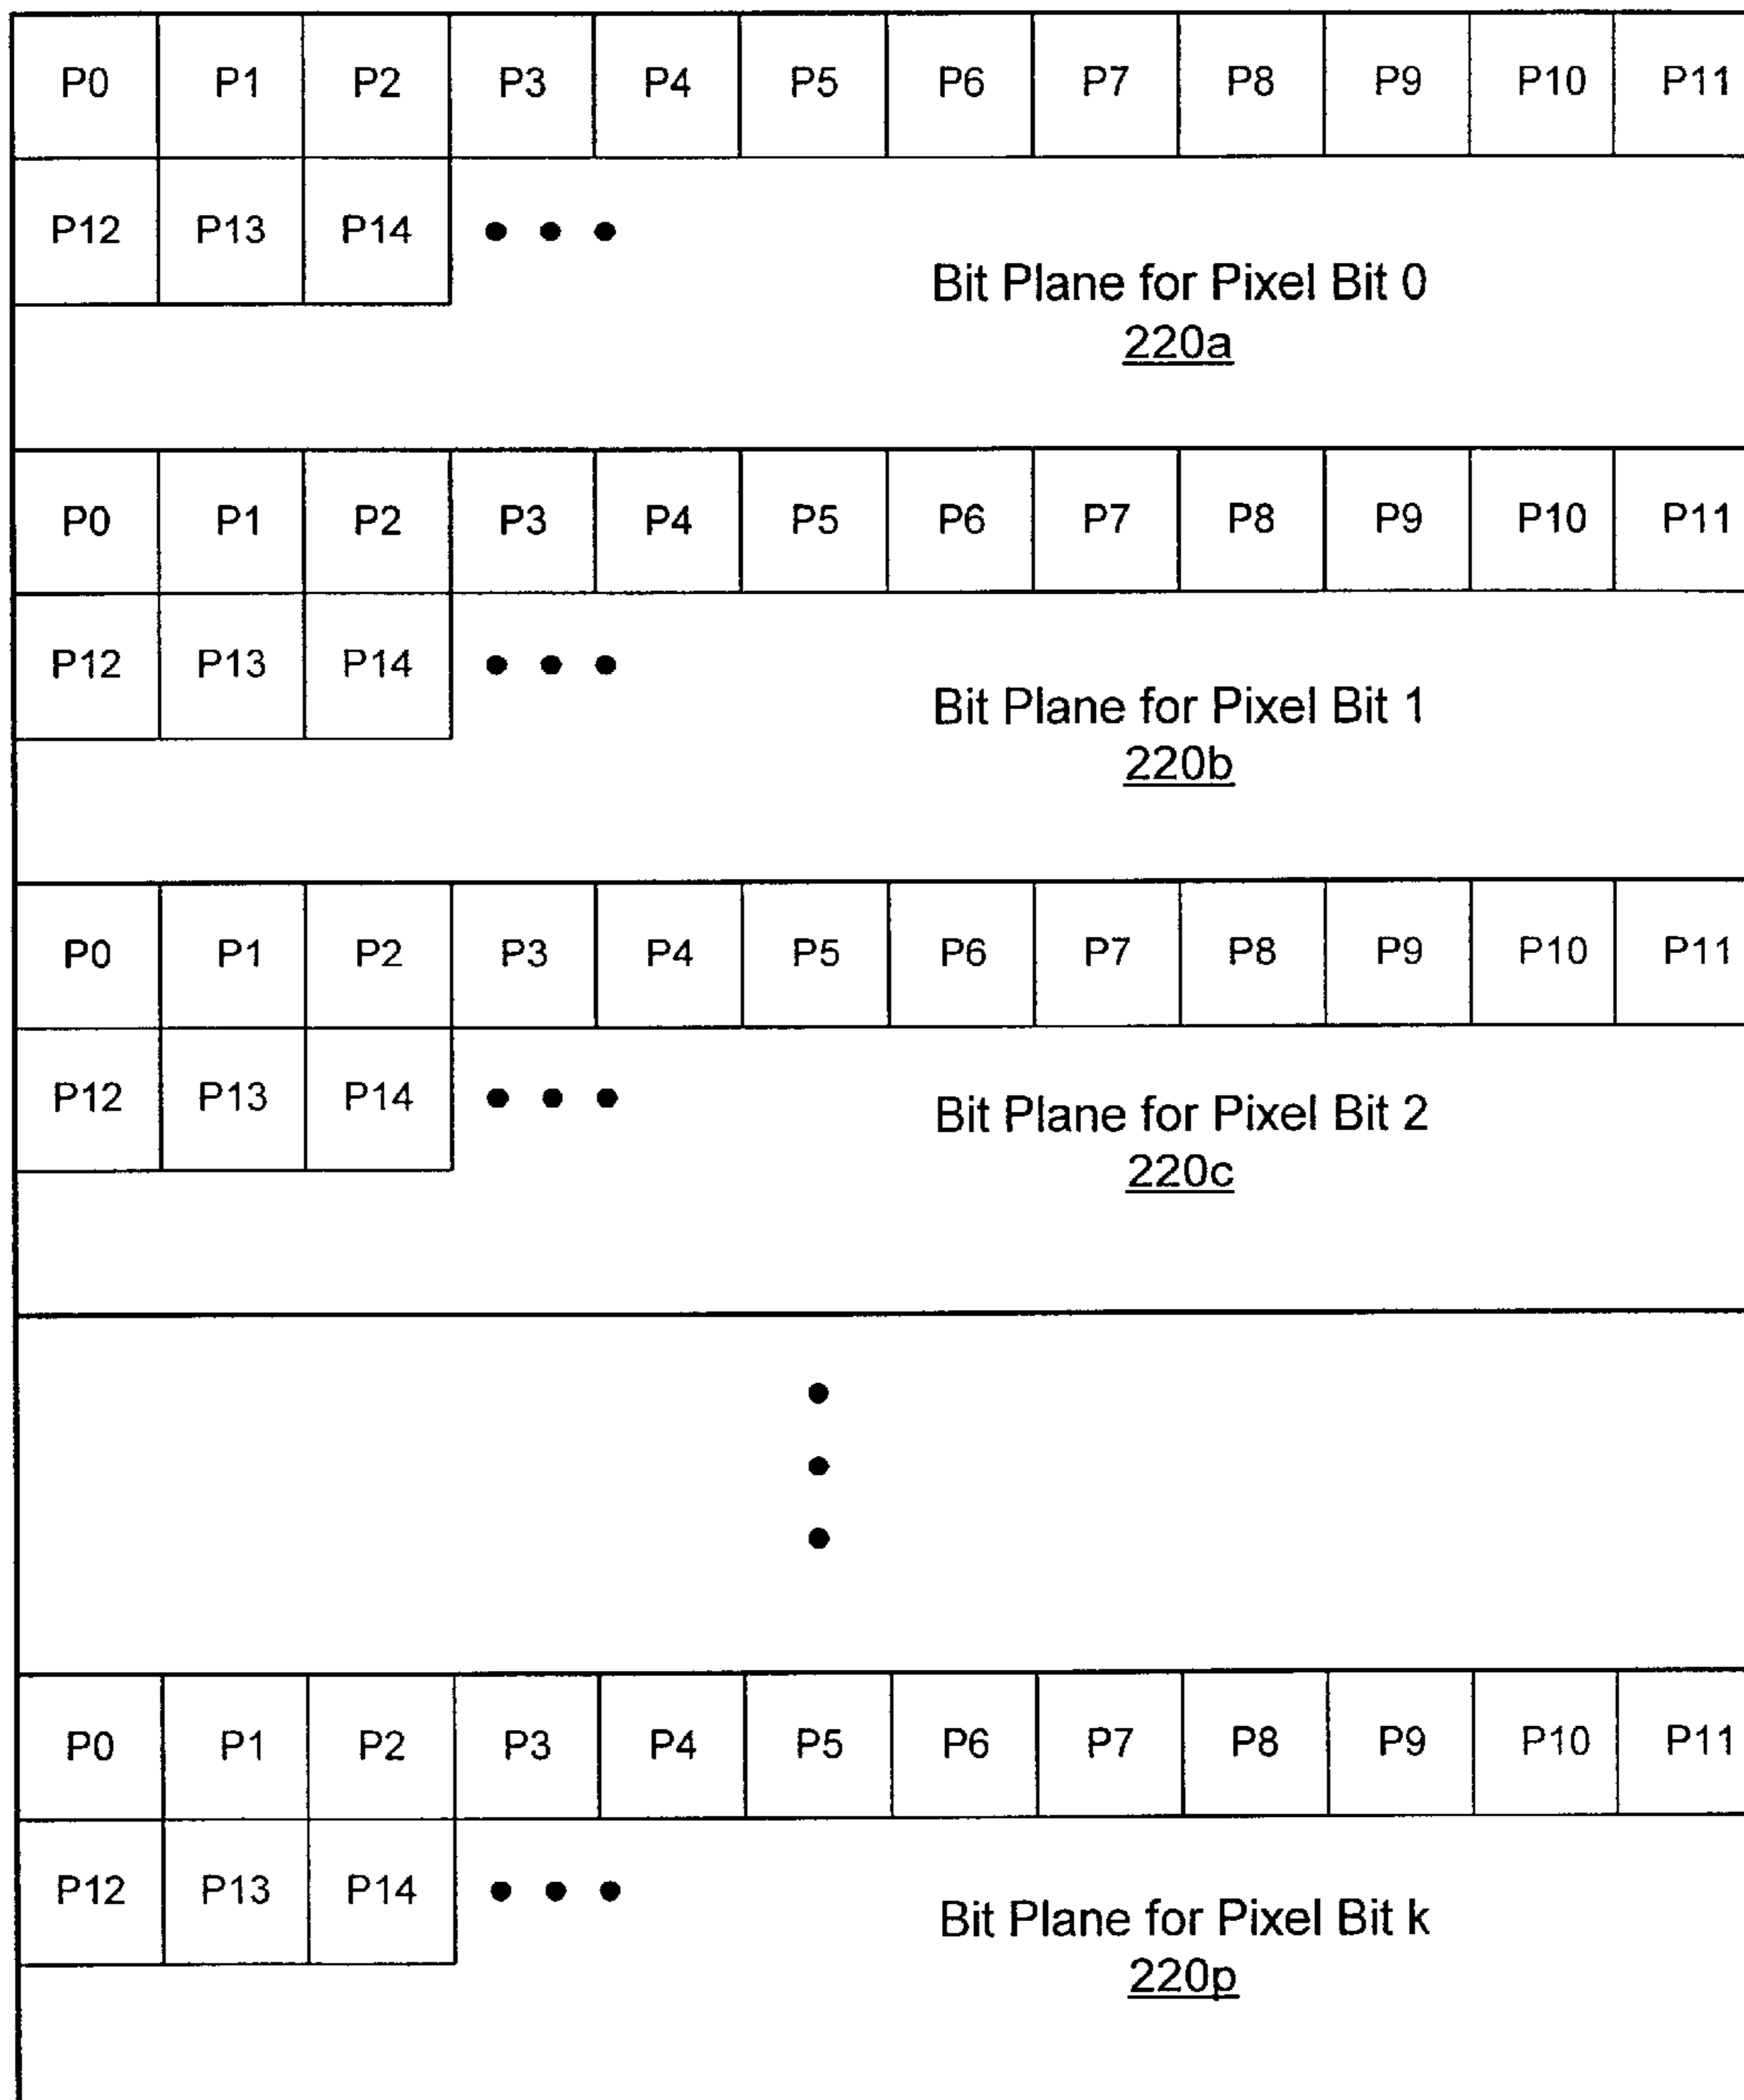 P0 P1 P2 P3 P4 P5 P6 P7 P8 P9 P10 P11
P12 P13 P14 • • •
Bit Plane for Pixel Bit 0
220a
P0 P1 P2 P3 P4 P5 P6 P7 P8 P9 P10 P11
P12 P13 P14 • • •
Bit Plane for Pixel Bit 1
220b
P0 P1 P2 P3 P4 P5 P6 P7 P8 P9 P10 P11
P12 P13 P14 • • •
Bit Plane for Pixel Bit 2
220c
P0 P1 P2 P3 P4 P5 P6 P7 P8 P9 P10 P11
P12 P13 P14 • • •
Bit Plane for Pixel Bit k
220p